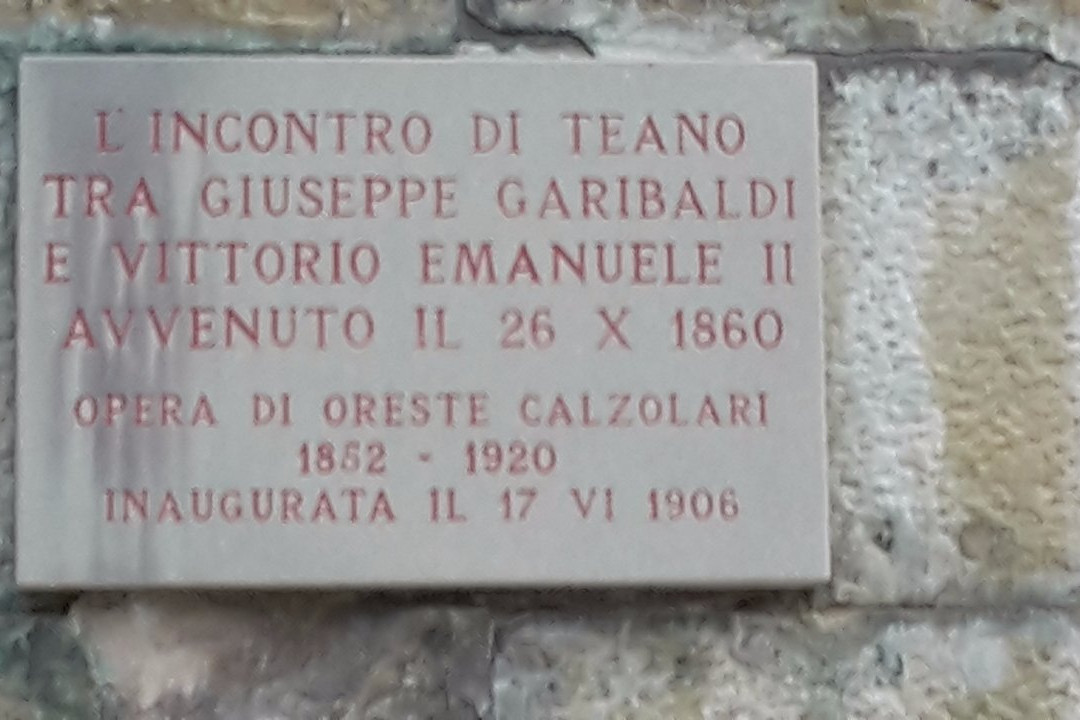 L'INCONTRO DI TEANO
TRA GIUSEPPE GARIBALDI
E VITTORIO EMANUELE II
AVVENUTO IL 26 X 1860
OPERA DI ORESTE CALZOLARI
1852 - 1920
INAUGURATA IL 17 VI 1906